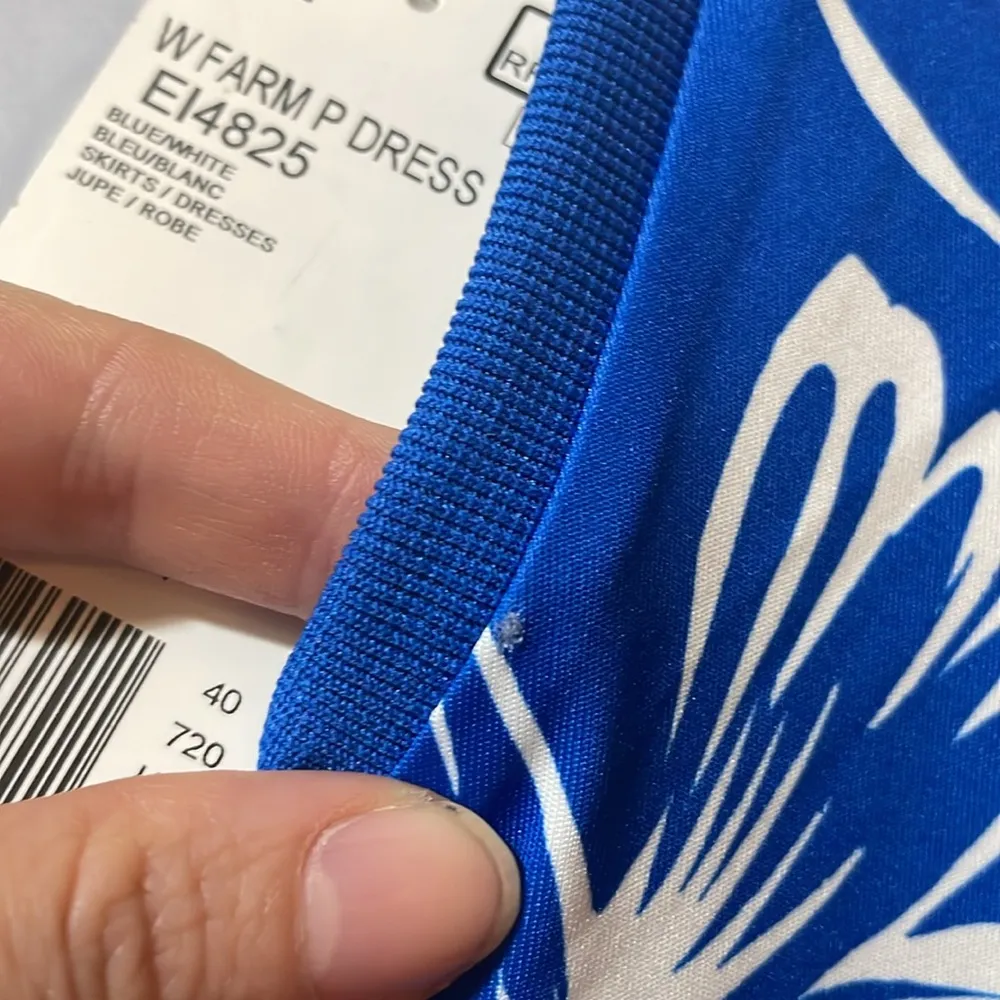 W FARM P DRESS
EI4825
BLUE/WHITE
BLEU/BLANC
SKIRTS / DRESSES
JUPE / ROBE
40
720